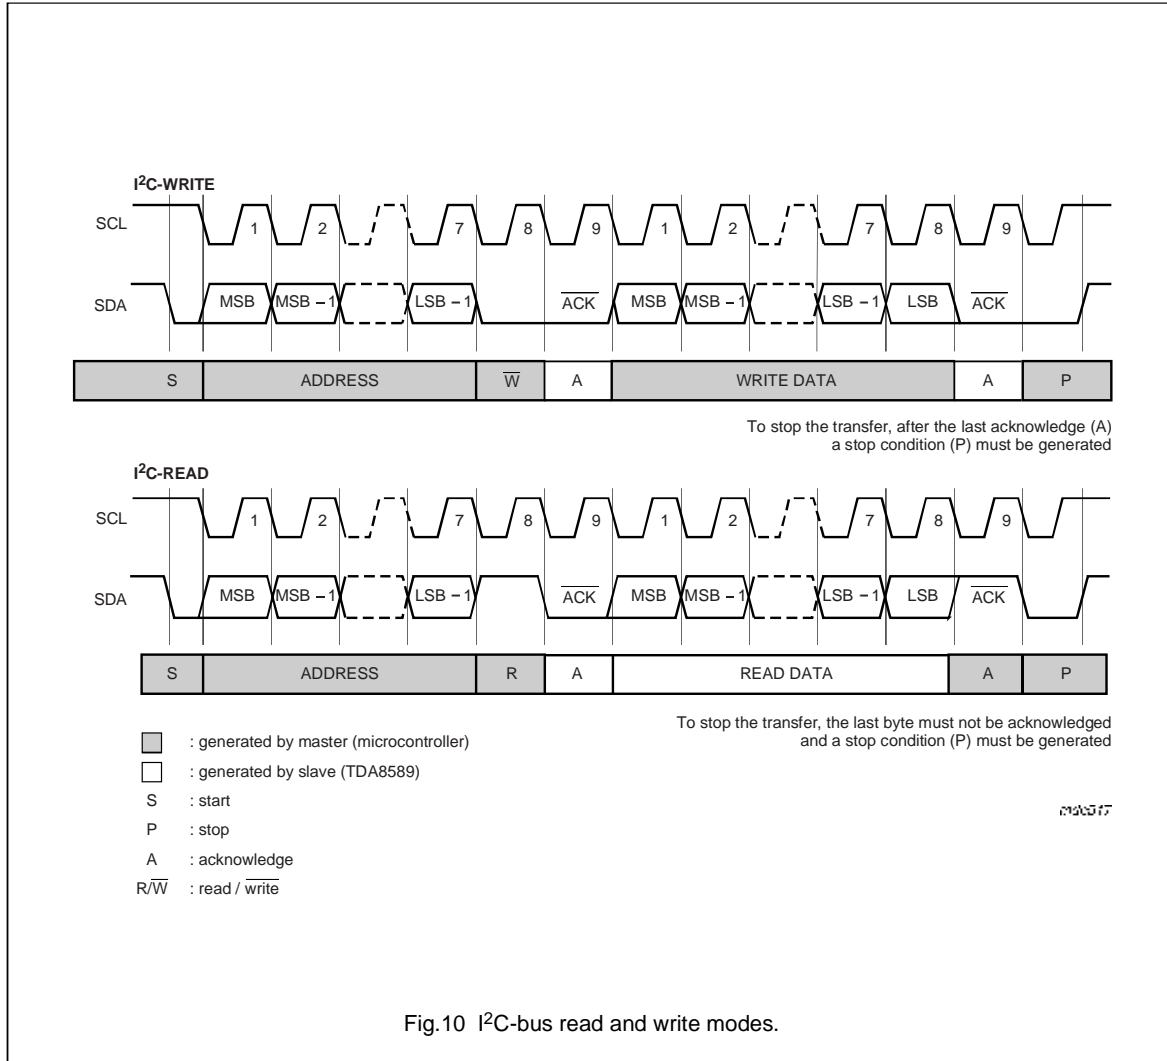 I²C-WRITE
SCL 1 2 7 8 9 1 2 7 8 9
SDA MSB MSB − 1 LSB − 1 A̅C̅K̅ MSB MSB − 1 LSB − 1 LSB A̅C̅K̅
S ADDRESS W̅ A WRITE DATA A P
To stop the transfer, after the last acknowledge (A)
a stop condition (P) must be generated
I²C-READ
SCL 1 2 7 8 9 1 2 7 8 9
SDA MSB MSB − 1 LSB − 1 A̅C̅K̅ MSB MSB − 1 LSB − 1 LSB A̅C̅K̅
S ADDRESS R A READ DATA A P
To stop the transfer, the last byte must not be acknowledged
and a stop condition (P) must be generated
: generated by master (microcontroller)
: generated by slave (TDA8589)
S : start
P : stop
A : acknowledge
R/W̅ : read / w̅r̅i̅t̅e̅
Fig.10 I²C-bus read and write modes.